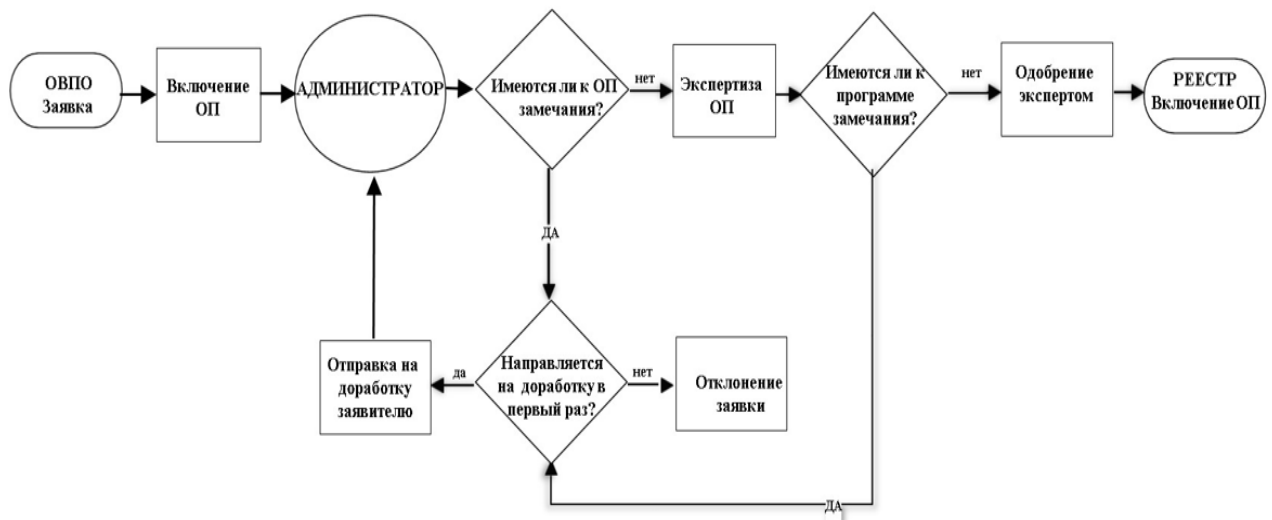 ОВПО
Заявка
Включение
ОП
АДМИНИСТРАТОР
Имеются ли к ОП
замечания?
нет
Экспертиза
ОП
Имеются ли к
программе
замечания?
нет
Одобрение
экспертом
РЕЕСТР
Включение ОП
ДА
Отправка на
доработку
заявителю
да
Направляется
на доработку в
первый раз?
нет
Отклонение
заявки
ДА